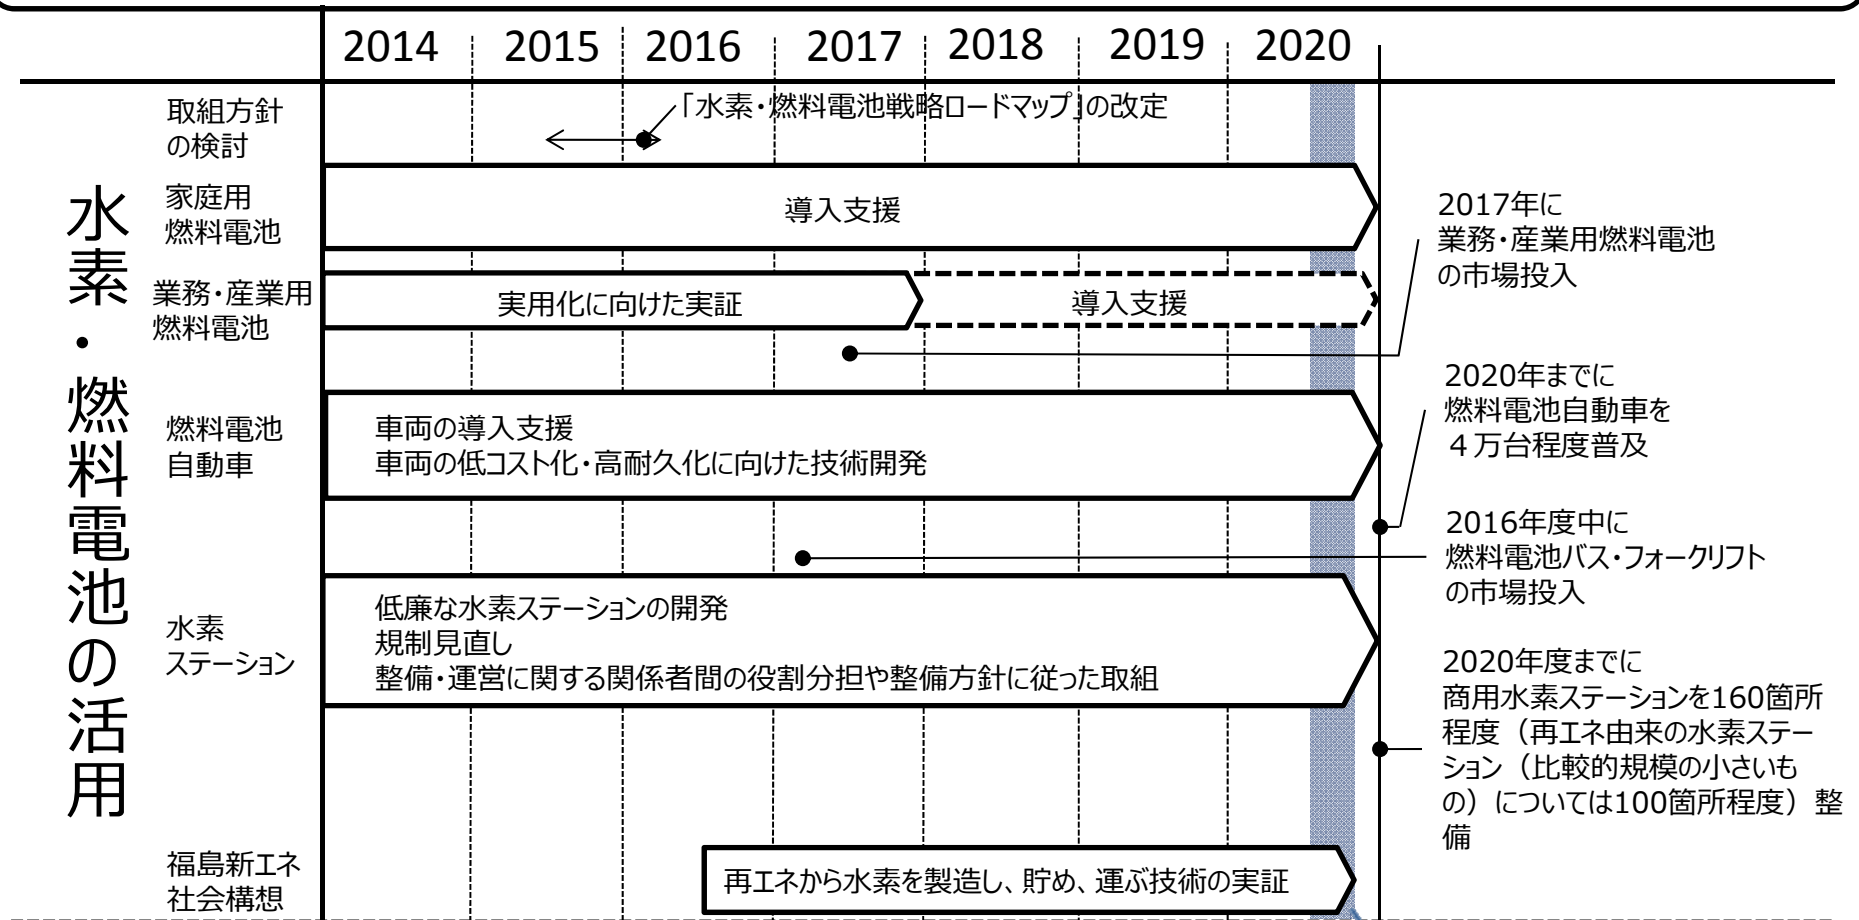 2014 2015 2016 2017 2018 2019 2020
水素・燃料電池の活用
取組方針
の検討
「水素・燃料電池戦略ロードマップ」の改定
家庭用
燃料電池
導入支援
2017年に
業務・産業用燃料電池
の市場投入
業務・産業用
燃料電池
実用化に向けた実証
導入支援
2020年までに
燃料電池自動車を
４万台程度普及
燃料電池
自動車
車両の導入支援
車両の低コスト化・高耐久化に向けた技術開発
2016年度中に
燃料電池バス・フォークリフト
の市場投入
水素
ステーション
低廉な水素ステーションの開発
規制見直し
整備・運営に関する関係者間の役割分担や整備方針に従った取組
2020年度までに
商用水素ステーションを160箇所
程度（再エネ由来の水素ステー
ション（比較的規模の小さいも
の）については100箇所程度）整
備
福島新エネ
社会構想
再エネから水素を製造し、貯め、運ぶ技術の実証